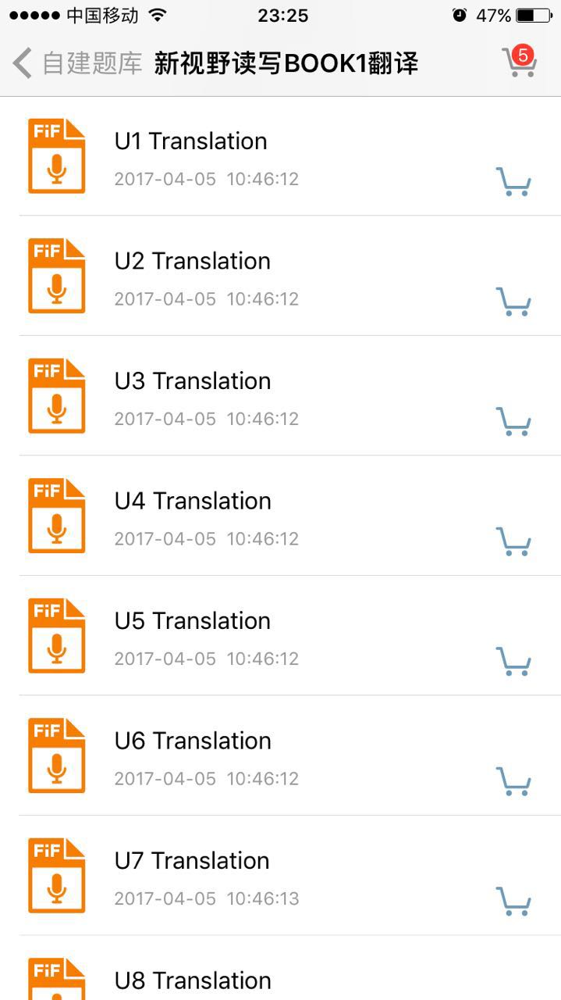 中国移动 23:25 47%
自建题库 新视野读写BOOK1翻译 5
FiF U1 Translation
2017-04-05 10:46:12
FiF U2 Translation
2017-04-05 10:46:12
FiF U3 Translation
2017-04-05 10:46:12
FiF U4 Translation
2017-04-05 10:46:12
FiF U5 Translation
2017-04-05 10:46:12
FiF U6 Translation
2017-04-05 10:46:12
FiF U7 Translation
2017-04-05 10:46:13
FiF U8 Translation